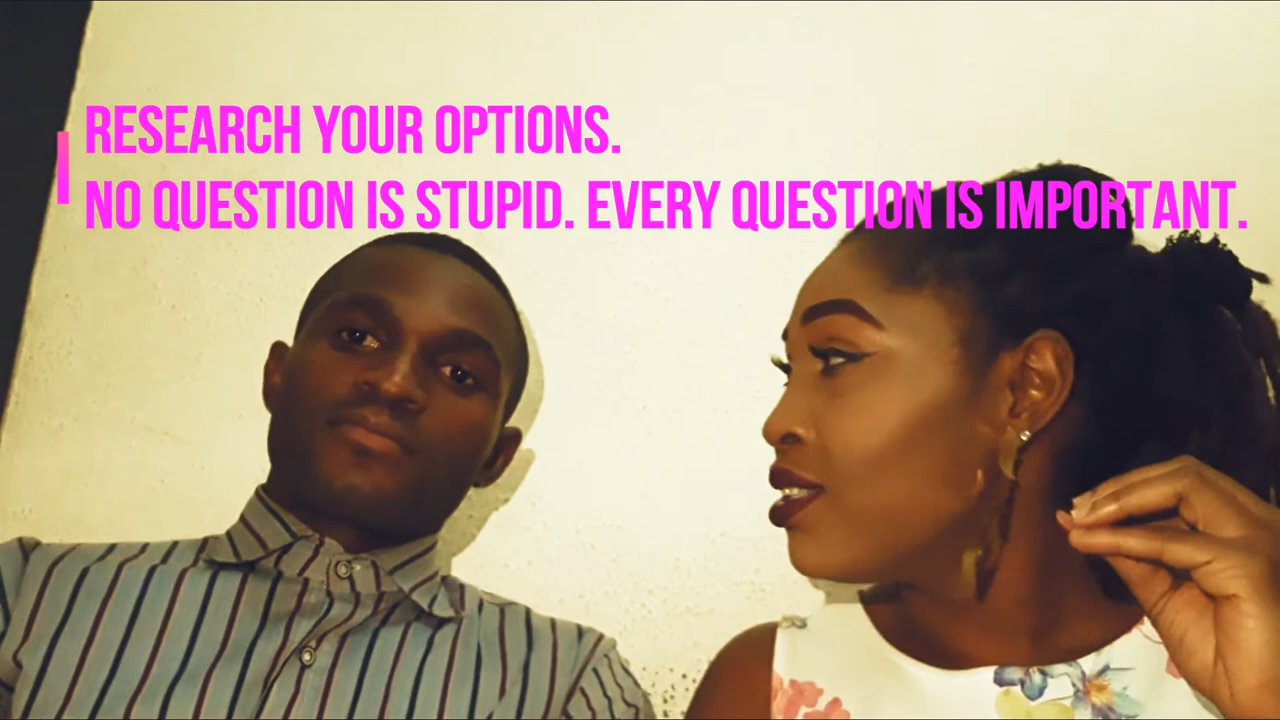 RESEARCH YOUR OPTIONS.
NO QUESTION IS STUPID. EVERY QUESTION IS IMPORTANT.